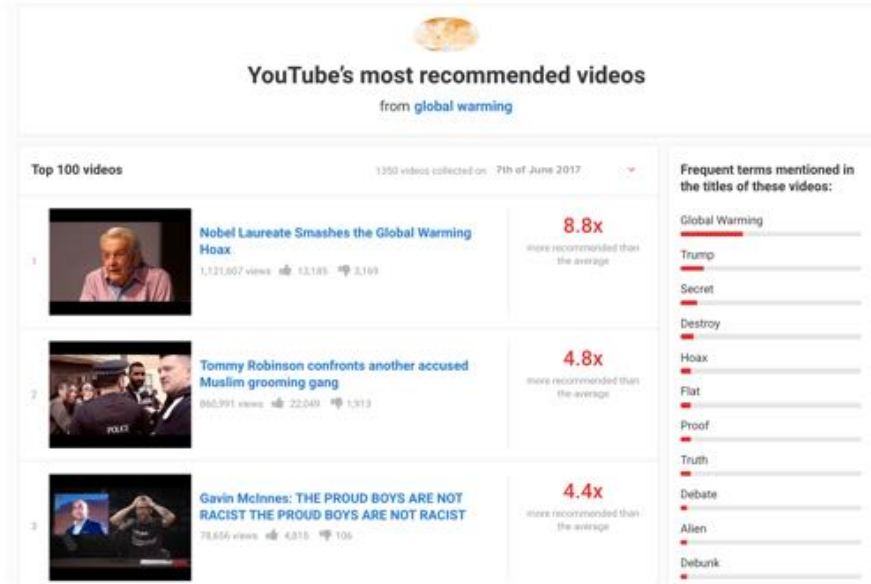 YouTube's most recommended videos
from global warming
Top 100 videos
1350 videos collected on 7th of June 2017
1
Nobel Laureate Smashes the Global Warming
Hoax
1,121,607 views 13,185 3,169
8.8x
more recommended than
the average
2
POLICE
Tommy Robinson confronts another accused
Muslim grooming gang
860,991 views 22,049 1,913
4.8x
more recommended than
the average
3
Gavin McInnes: THE PROUD BOYS ARE NOT
RACIST THE PROUD BOYS ARE NOT RACIST
78,656 views 4,815 106
4.4x
more recommended than
the average
Frequent terms mentioned in
the titles of these videos:
Global Warming
Trump
Secret
Destroy
Hoax
Flat
Proof
Truth
Debate
Alien
Debunk